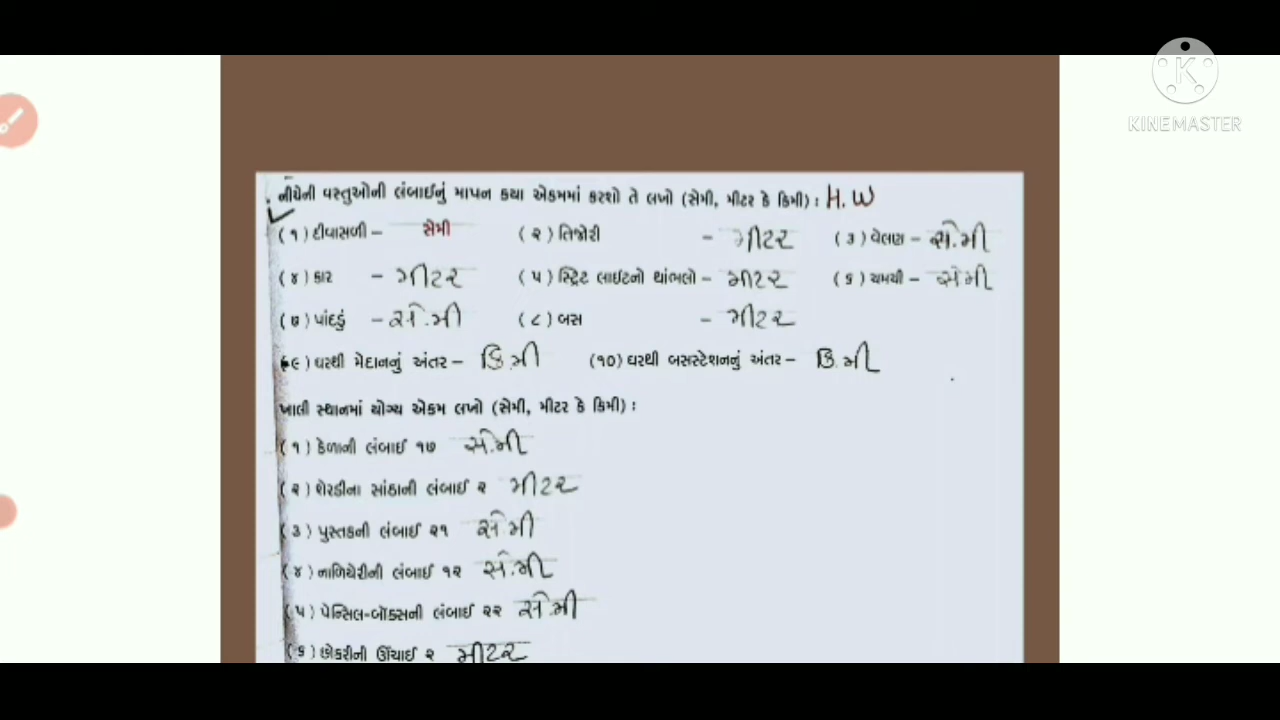 KINEMASTER
નીચેની વસ્તુઓની લંબાઈનું માપન કયા એકમમાં કરશો તે લખો (સેમી, મીટર કે કિમી) : H.W
(૧) દીવાસળી – સેમી (૨) તિજોરી – મીટર (૩) વેલણ – સે.મી
(૪) કાર – મીટર (૫) સ્ટ્રિટ લાઈટનો થાંભલો – મીટર (૬) ચમચી – સેમી
(૭) પાંદડું – સે.મી (૮) બસ – મીટર
(૯) ઘરથી મેદાનનું અંતર – કિ.મી (૧૦) ઘરથી બસસ્ટેશનનું અંતર – કિ.મી
ખાલી સ્થાનમાં યોગ્ય એકમ લખો (સેમી, મીટર કે કિમી) :
(૧) કેળાની લંબાઈ ૧૭ સે.મી
(૨) શેરડીના સાંઠાની લંબાઈ ૨ મીટર
(૩) પુસ્તકની લંબાઈ ૨૧ સેમી
(૪) નાળિયેરીની લંબાઈ ૧૨ સે.મી
(૫) પેન્સિલ-બૉક્સની લંબાઈ ૨૨ સે.મી
(૬) છોકરીની ઊંચાઈ ૨ મીટર